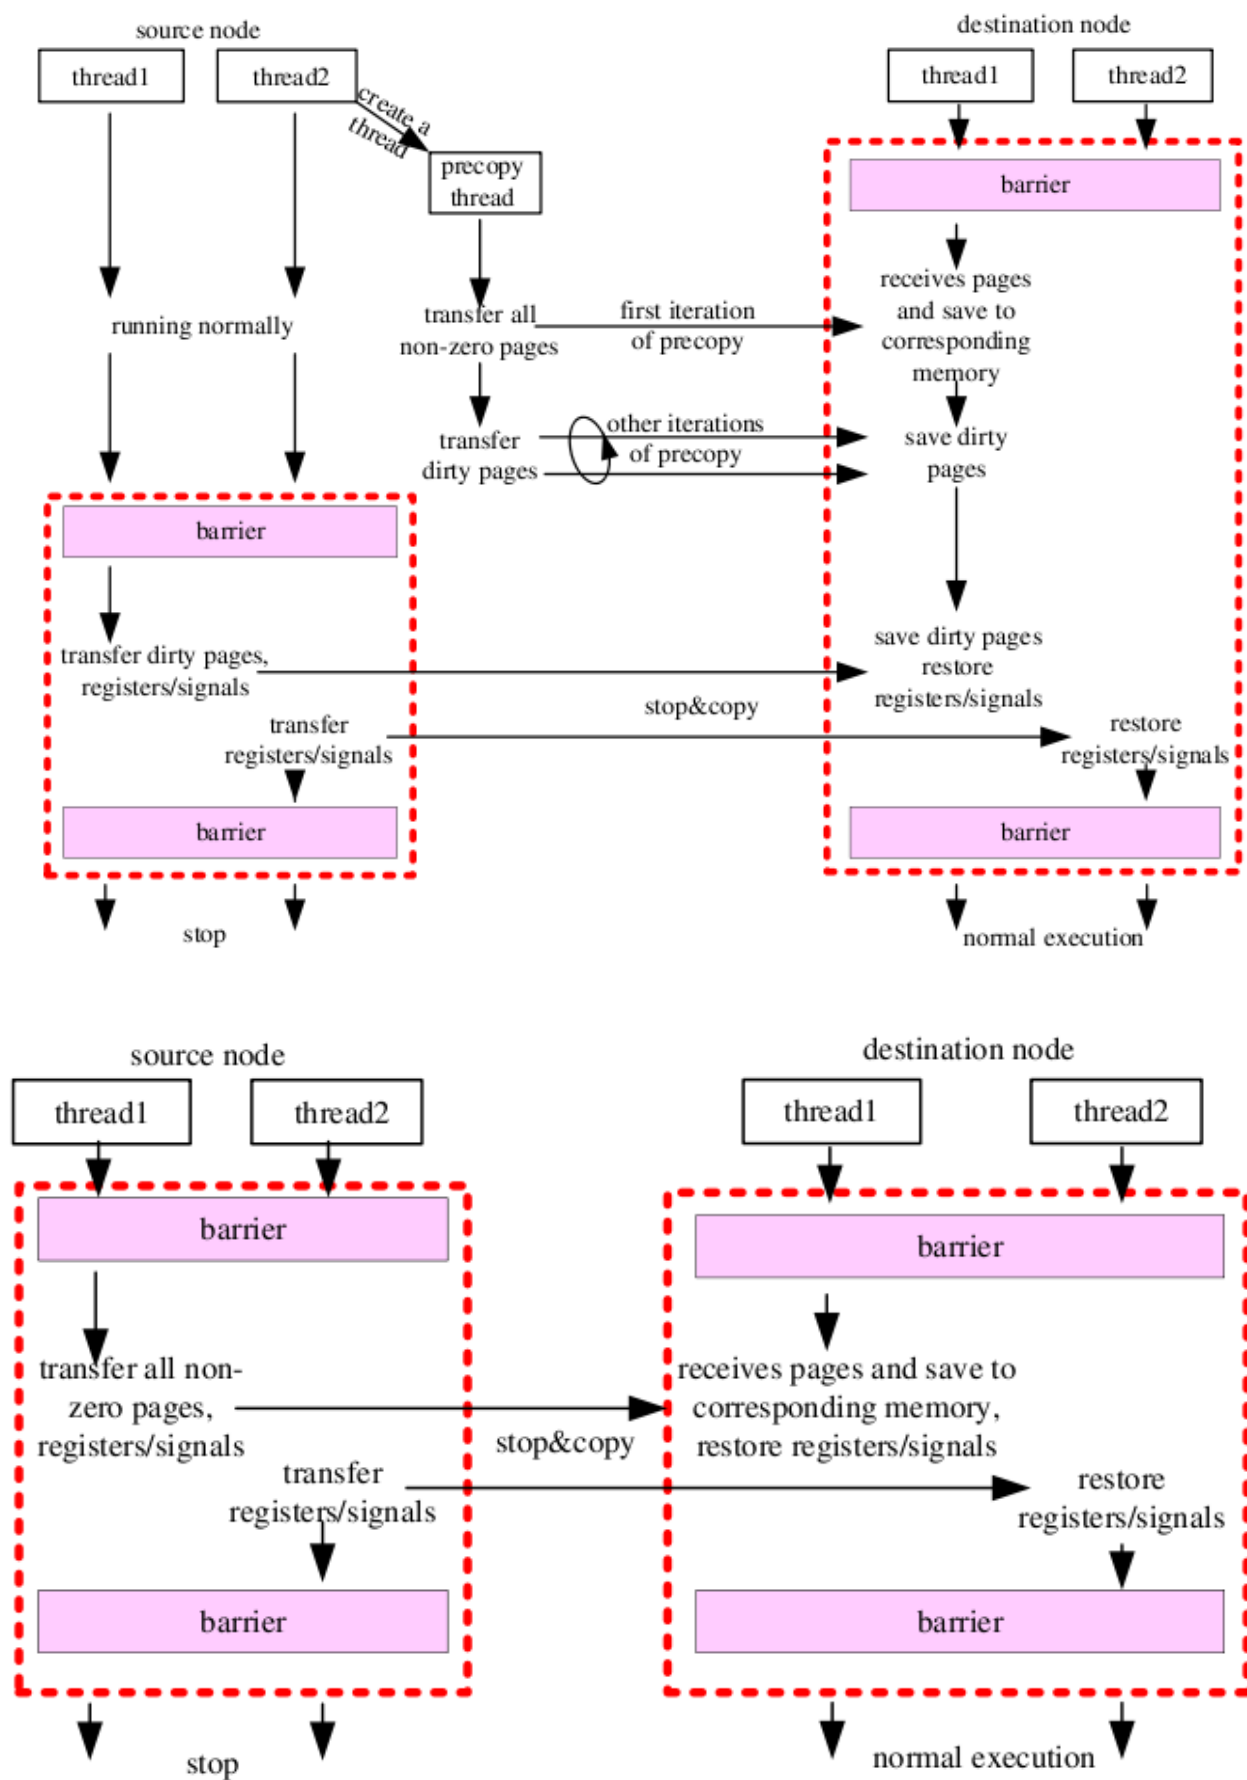 source node
destination node
thread1
thread2
create a
thread
precopy
thread
thread1
thread2
barrier
running normally
transfer all
non-zero pages
first iteration
of precopy
receives pages
and save to
corresponding
memory
transfer
dirty pages
other iterations
of precopy
save dirty
pages
barrier
transfer dirty pages,
registers/signals
save dirty pages
restore
registers/signals
stop&copy
transfer
registers/signals
restore
registers/signals
barrier
barrier
stop
normal execution
source node
destination node
thread1
thread2
thread1
thread2
barrier
barrier
transfer all non-
zero pages,
registers/signals
receives pages and save to
corresponding memory,
restore registers/signals
stop&copy
transfer
registers/signals
restore
registers/signals
barrier
barrier
stop
normal execution